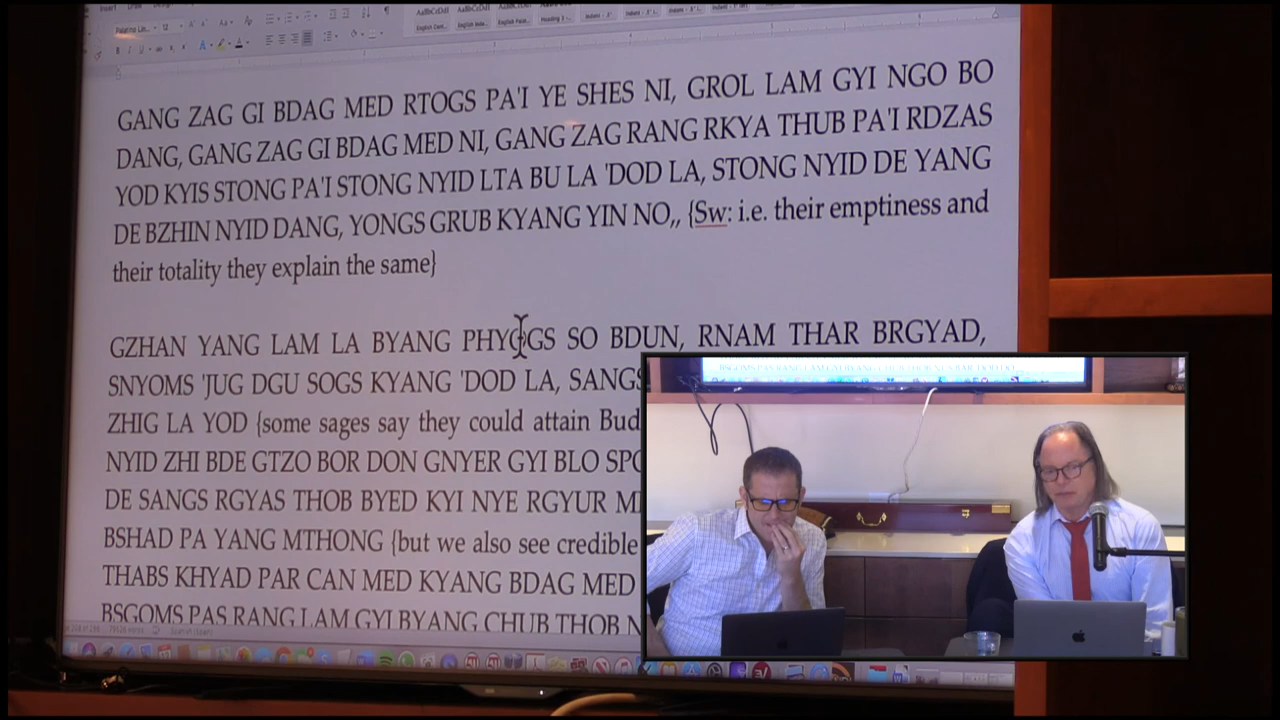 GANG ZAG GI BDAG MED RTOGS PA'I YE SHES NI, GROL LAM GYI NGO BO
DANG, GANG ZAG GI BDAG MED NI, GANG ZAG RANG RKYA THUB PA'I RDZAS
YOD KYIS STONG PA'I STONG NYID LTA BU LA 'DOD LA, STONG NYID DE YANG
DE BZHIN NYID DANG, YONGS GRUB KYANG YIN NO,, {Sw: i.e. their emptiness and
their totality they explain the same}
GZHAN YANG LAM LA BYANG PHYOGS SO BDUN, RNAM THAR BRGYAD,
SNYOMS 'JUG DGU SOGS KYANG 'DOD LA, SANGS
ZHIG LA YOD {some sages say they could attain Bud
NYID ZHI BDE GTZO BOR DON GNYER GYI BLO
DE SANGS RGYAS THOB BYED KYI NYE RGYUR
BSHAD PA YANG MTHONG {but we also see credible
THABS KHYAD PAR CAN MED KYANG BDAG MED
BSGOMS PAS RANG LAM GYI BYANG CHUB THOB N